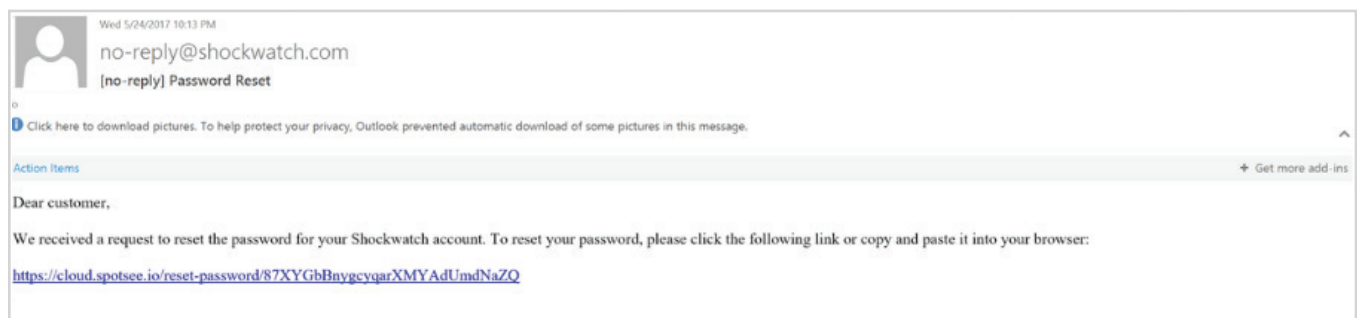 Wed 5/24/2017 10:13 PM
no-reply@shockwatch.com
[no-reply] Password Reset
o
Click here to download pictures. To help protect your privacy, Outlook prevented automatic download of some pictures in this message.
Action Items + Get more add-ins
Dear customer,
We received a request to reset the password for your Shockwatch account. To reset your password, please click the following link or copy and paste it into your browser:
https://cloud.spotsee.io/reset-password/87XYGbBnygcyqarXMYAdUmdNaZQ